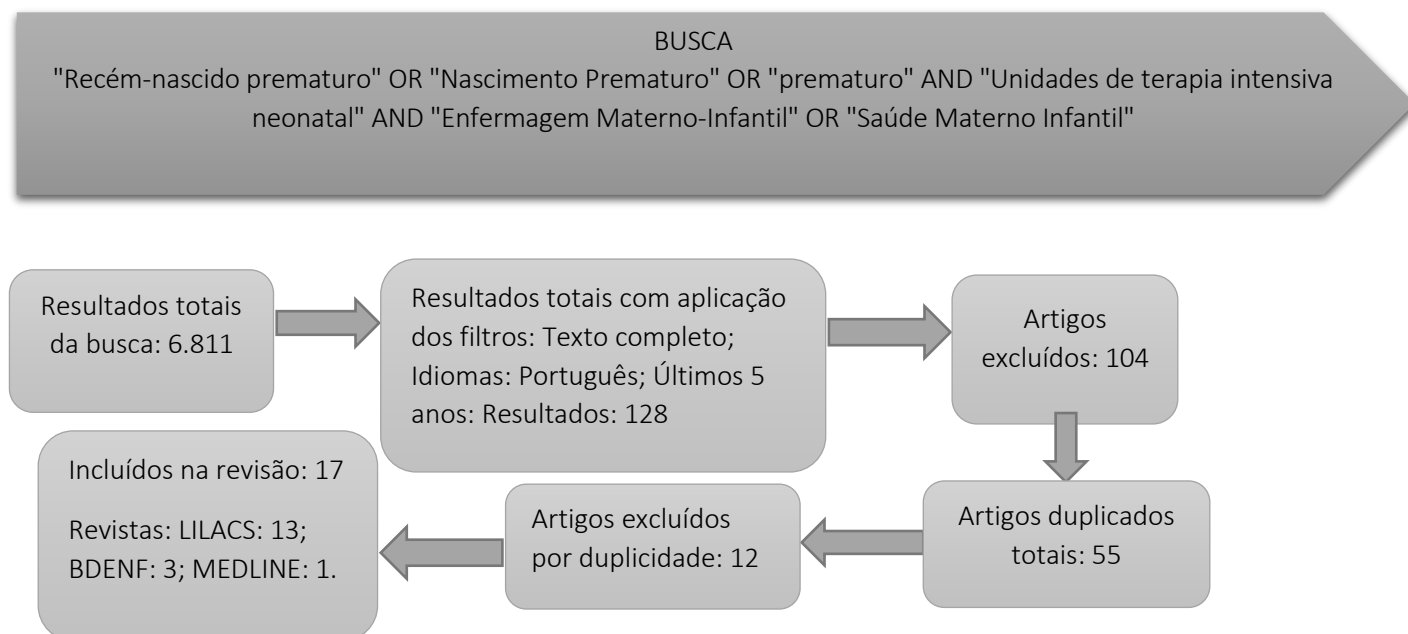 BUSCA
"Recém-nascido prematuro" OR "Nascimento Prematuro" OR "prematuro" AND "Unidades de terapia intensiva
neonatal" AND "Enfermagem Materno-Infantil" OR "Saúde Materno Infantil"
Resultados totais
da busca: 6.811
Resultados totais com aplicação
dos filtros: Texto completo;
Idiomas: Português; Últimos 5
anos: Resultados: 128
Artigos
excluídos: 104
Artigos duplicados
totais: 55
Artigos excluídos
por duplicidade: 12
Incluídos na revisão: 17
Revistas: LILACS: 13;
BDENF: 3; MEDLINE: 1.